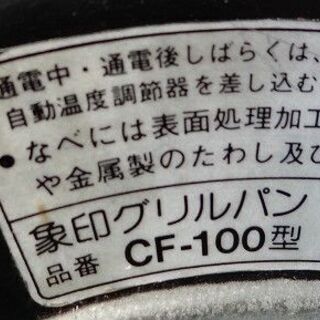 通電中・通電後しばらくは、
自動温度調節器を差し込む
●なべには表面処理加工
や金属製のたわし及び
象印グリルパン
品番 CF-100型